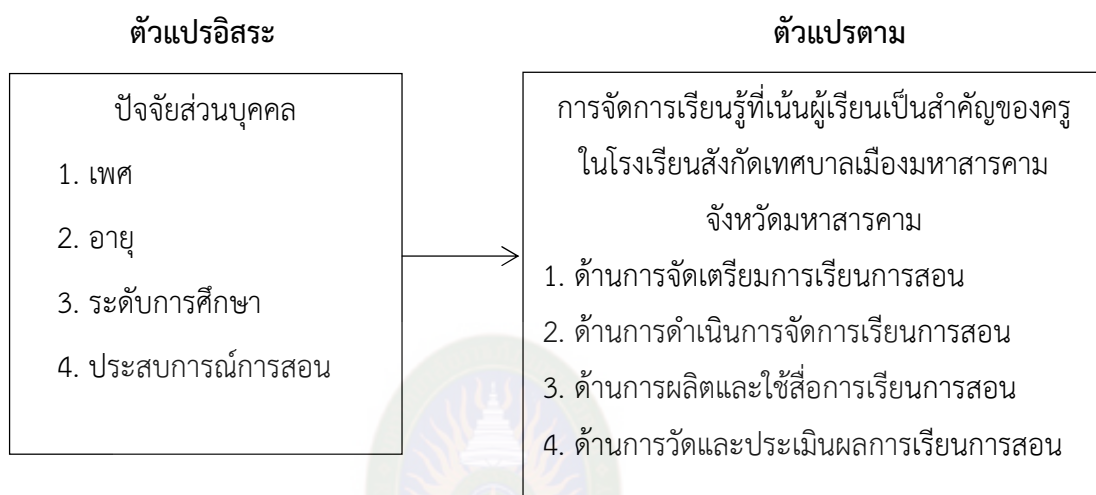 ตัวแปรอิสระ
ปัจจัยส่วนบุคคล
1. เพศ
2. อายุ
3. ระดับการศึกษา
4. ประสบการณ์การสอน
ตัวแปรตาม
การจัดการเรียนรู้ที่เน้นผู้เรียนเป็นสำคัญของครู
ในโรงเรียนสังกัดเทศบาลเมืองมหาสารคาม
จังหวัดมหาสารคาม
1. ด้านการจัดเตรียมการเรียนการสอน
2. ด้านการดำเนินการจัดการเรียนการสอน
3. ด้านการผลิตและใช้สื่อการเรียนการสอน
4. ด้านการวัดและประเมินผลการเรียนการสอน